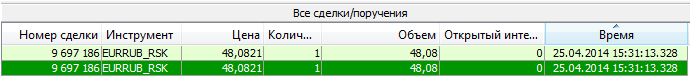 Все сделки/поручения
Номер сделки Инструмент Цена Колич... Объем Открытый инте... Время
9 697 186 EURRUB_RSK 48,0821 1 48,08 0 25.04.2014 15:31:13.328
9 697 186 EURRUB_RSK 48,0821 1 48,08 0 25.04.2014 15:31:13.328